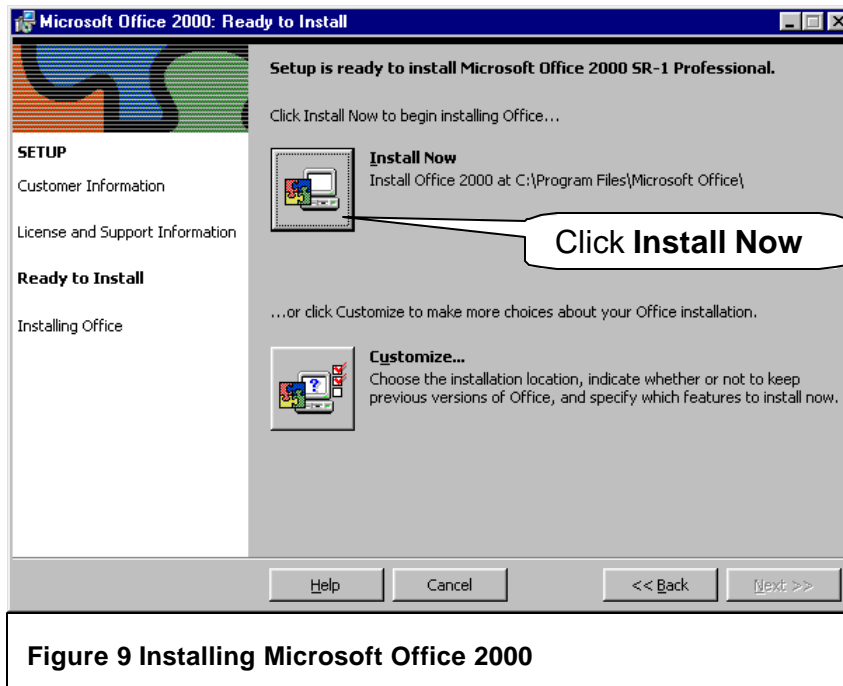 Microsoft Office 2000: Ready to Install
Setup is ready to install Microsoft Office 2000 SR-1 Professional.
Click Install Now to begin installing Office...
SETUP
Customer Information
License and Support Information
Ready to Install
Installing Office
Install Now
Install Office 2000 at C:\Program Files\Microsoft Office\
Click Install Now
...or click Customize to make more choices about your Office installation.
Customize...
Choose the installation location, indicate whether or not to keep
previous versions of Office, and specify which features to install now.
Help
Cancel
<< Back
Next >>
Figure 9 Installing Microsoft Office 2000